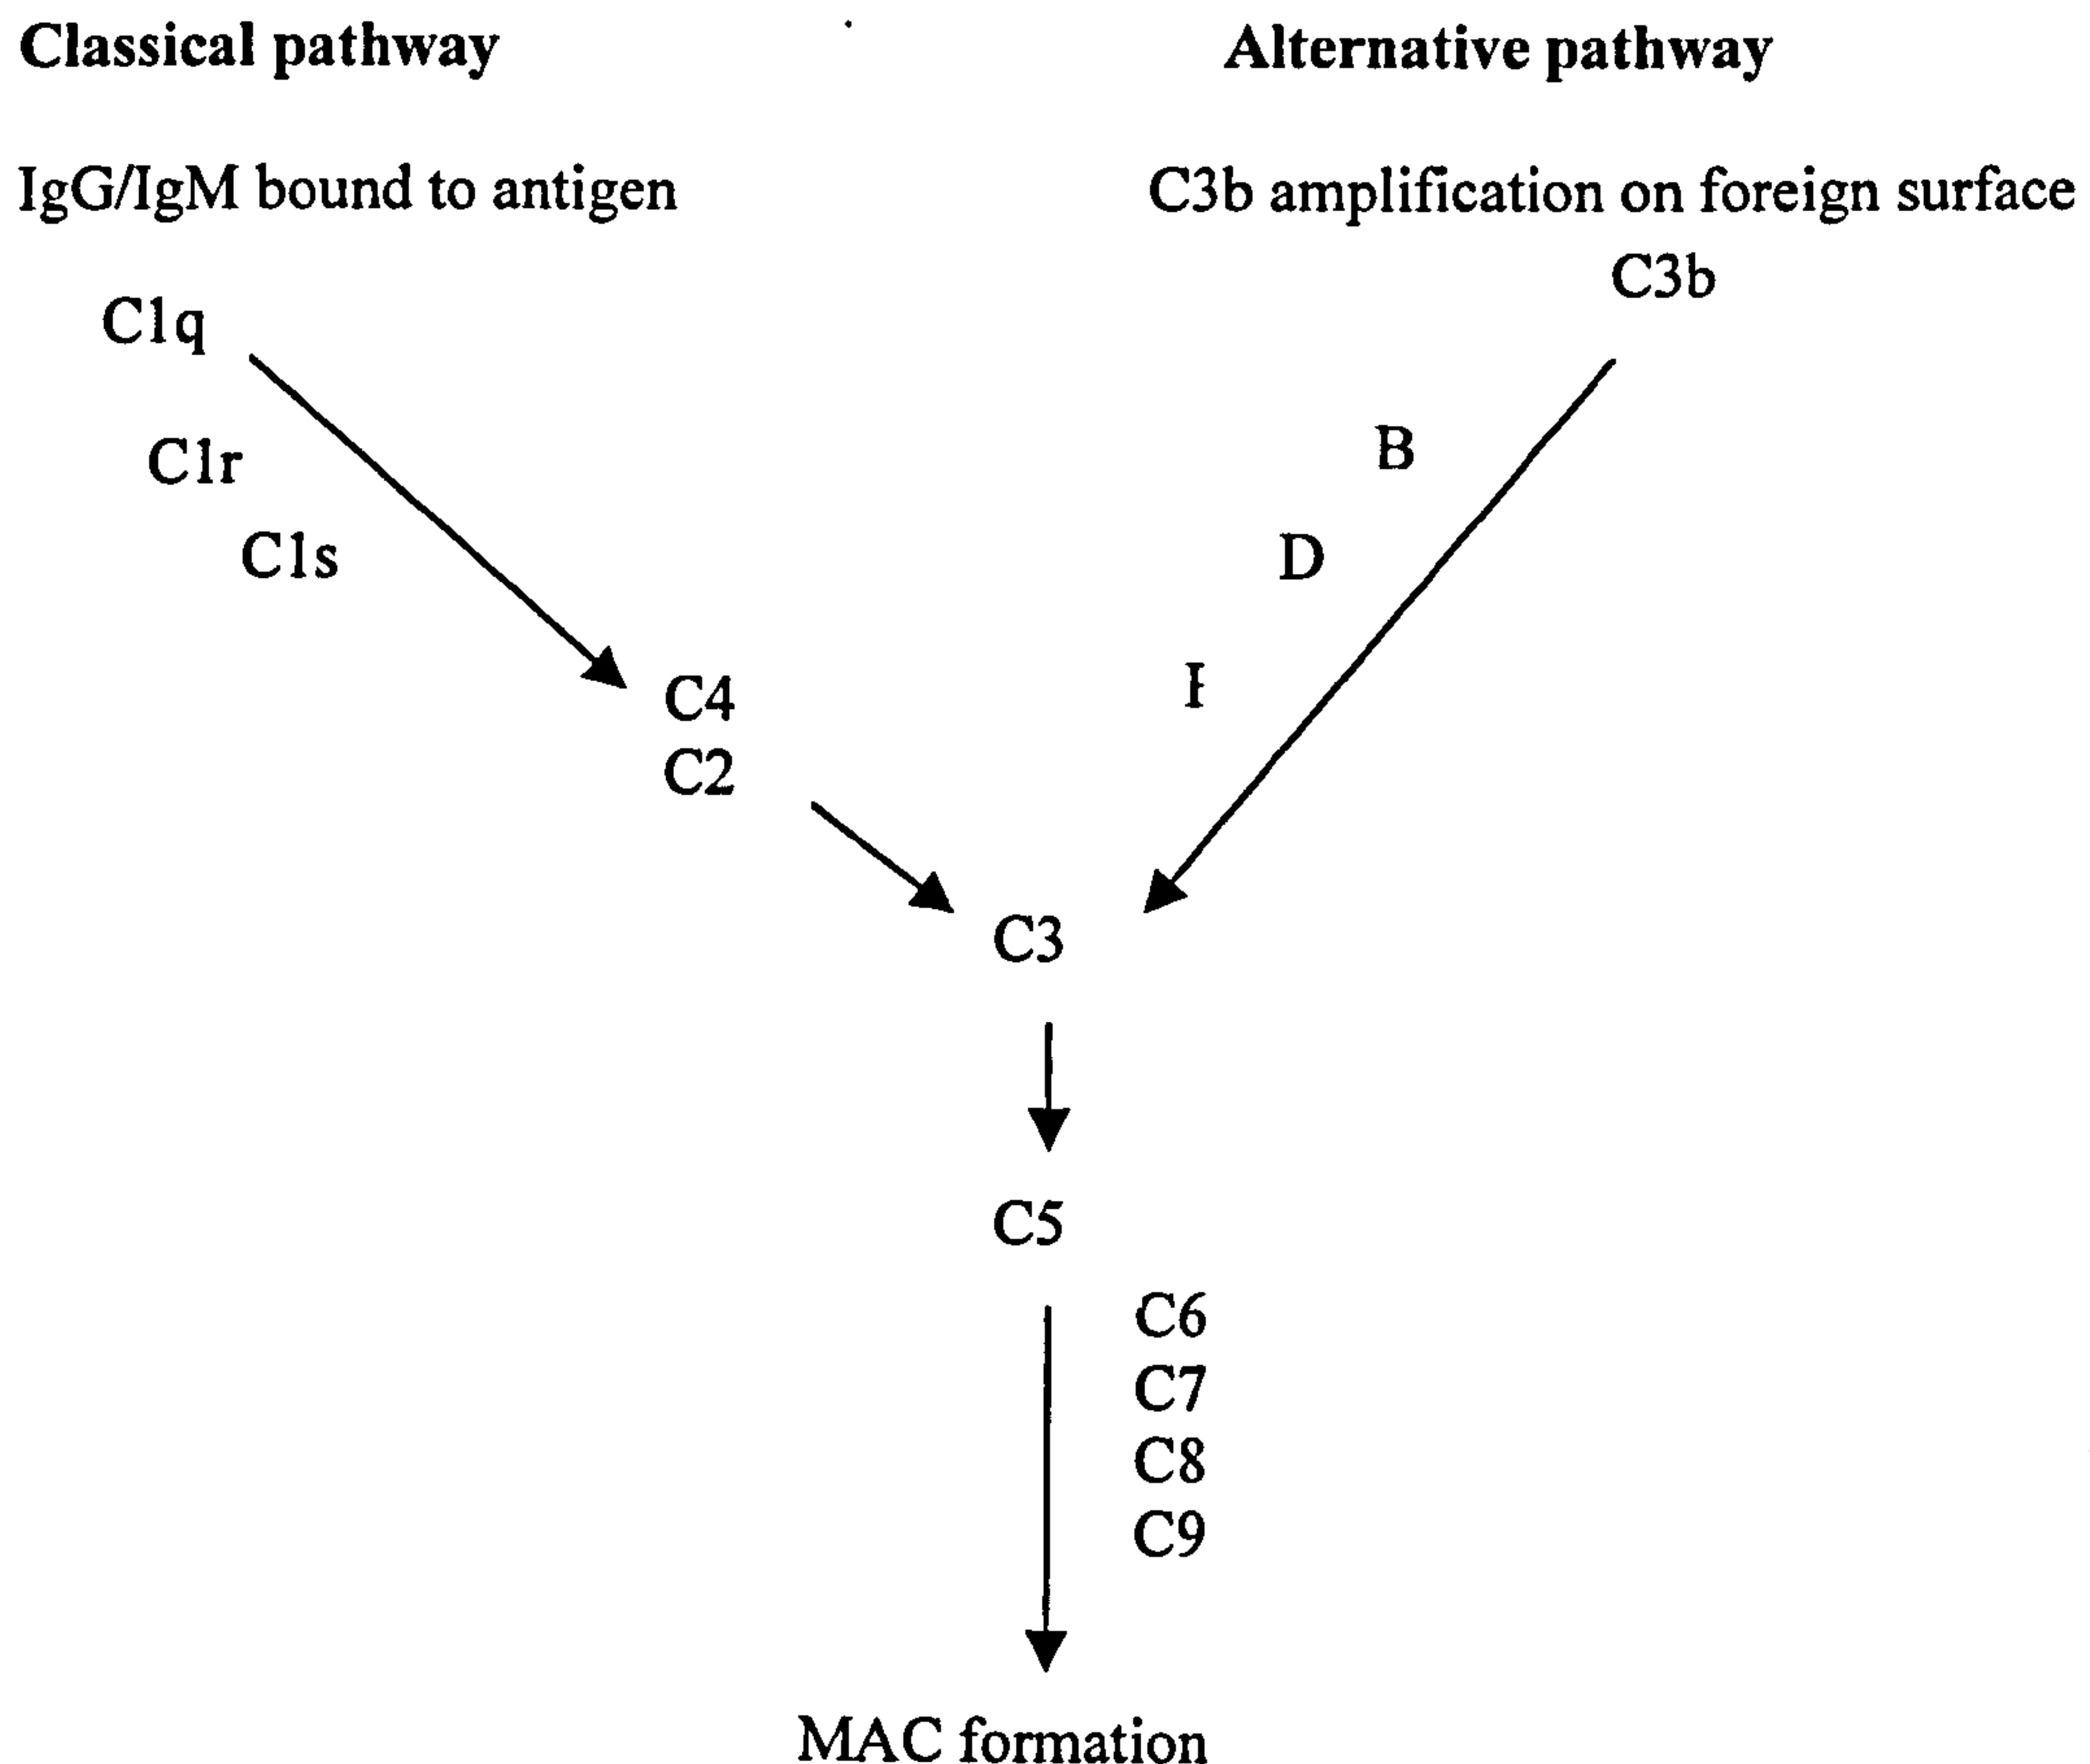 Classical pathway
Alternative pathway
IgG/IgM bound to antigen
C3b amplification on foreign surface
C3b
C1q
B
C1r
D
C1s
C4
C2
C3
C5
C6
C7
C8
C9
MAC formation